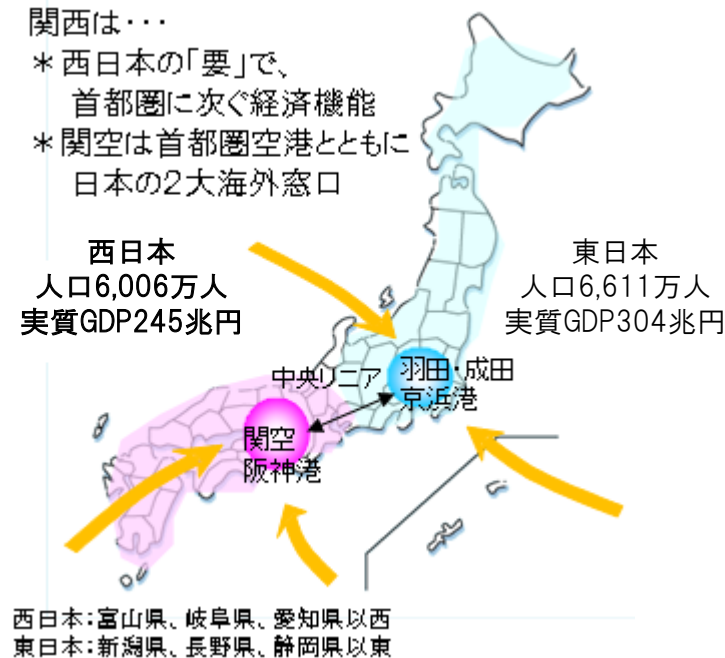 関西は・・・
＊西日本の「要」で、
首都圏に次ぐ経済機能
＊関空は首都圏空港とともに
日本の２大海外窓口
西日本
人口6,006万人
実質GDP245兆円
東日本
人口6,611万人
実質GDP304兆円
中央リニア
羽田・成田
京浜港
関空
阪神港
西日本：富山県、岐阜県、愛知県以西
東日本：新潟県、長野県、静岡県以東